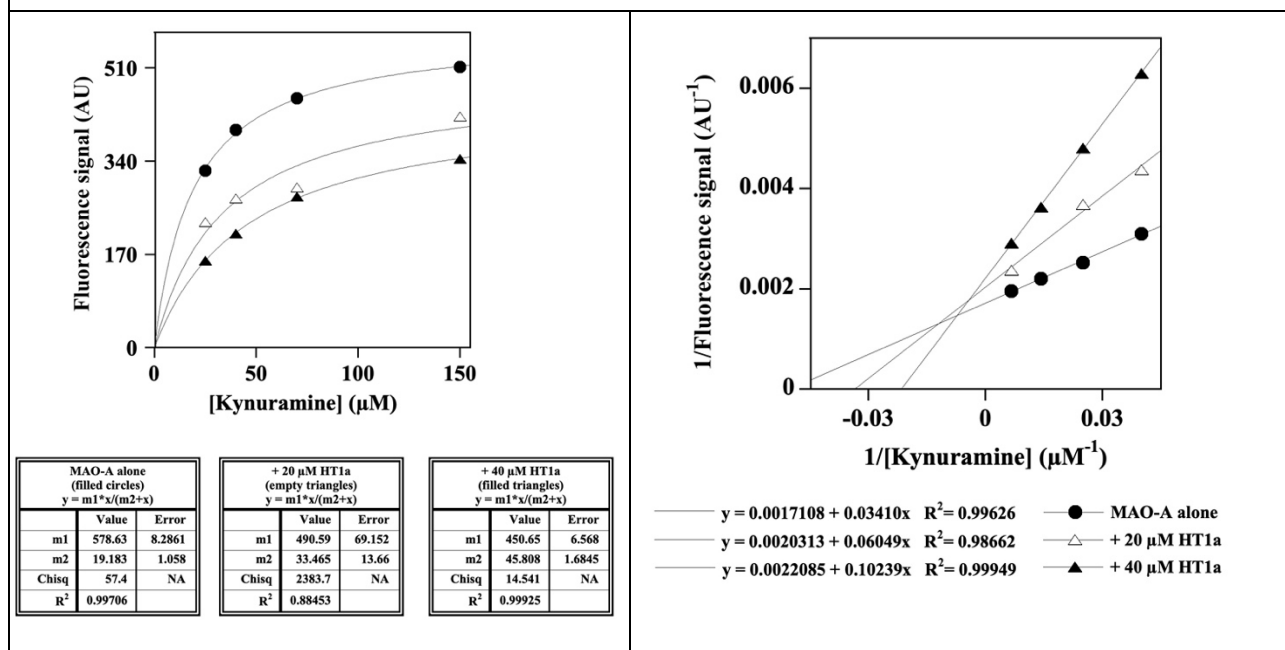 Fluorescence signal (AU)
510
340
170
0
0
50
100
150
[Kynuramine] (µM)
MAO-A alone
(filled circles)
y = m1*x/(m2+x)
Value Error
m1 578.63 8.2861
m2 19.183 1.058
Chisq 57.4 NA
R² 0.99706
+ 20 µM HT1a
(empty triangles)
y = m1*x/(m2+x)
Value Error
m1 490.59 69.152
m2 33.465 13.66
Chisq 2383.7 NA
R² 0.88453
+ 40 µM HT1a
(filled triangles)
y = m1*x/(m2+x)
Value Error
m1 450.65 6.568
m2 45.808 1.6845
Chisq 14.541 NA
R² 0.99925
1/Fluorescence signal (AU⁻¹)
0.006
0.004
0.002
0
-0.03
0
0.03
1/[Kynuramine] (µM⁻¹)
y = 0.0017108 + 0.03410x R²= 0.99626 MAO-A alone
y = 0.0020313 + 0.06049x R²= 0.98662 + 20 µM HT1a
y = 0.0022085 + 0.10239x R²= 0.99949 + 40 µM HT1a